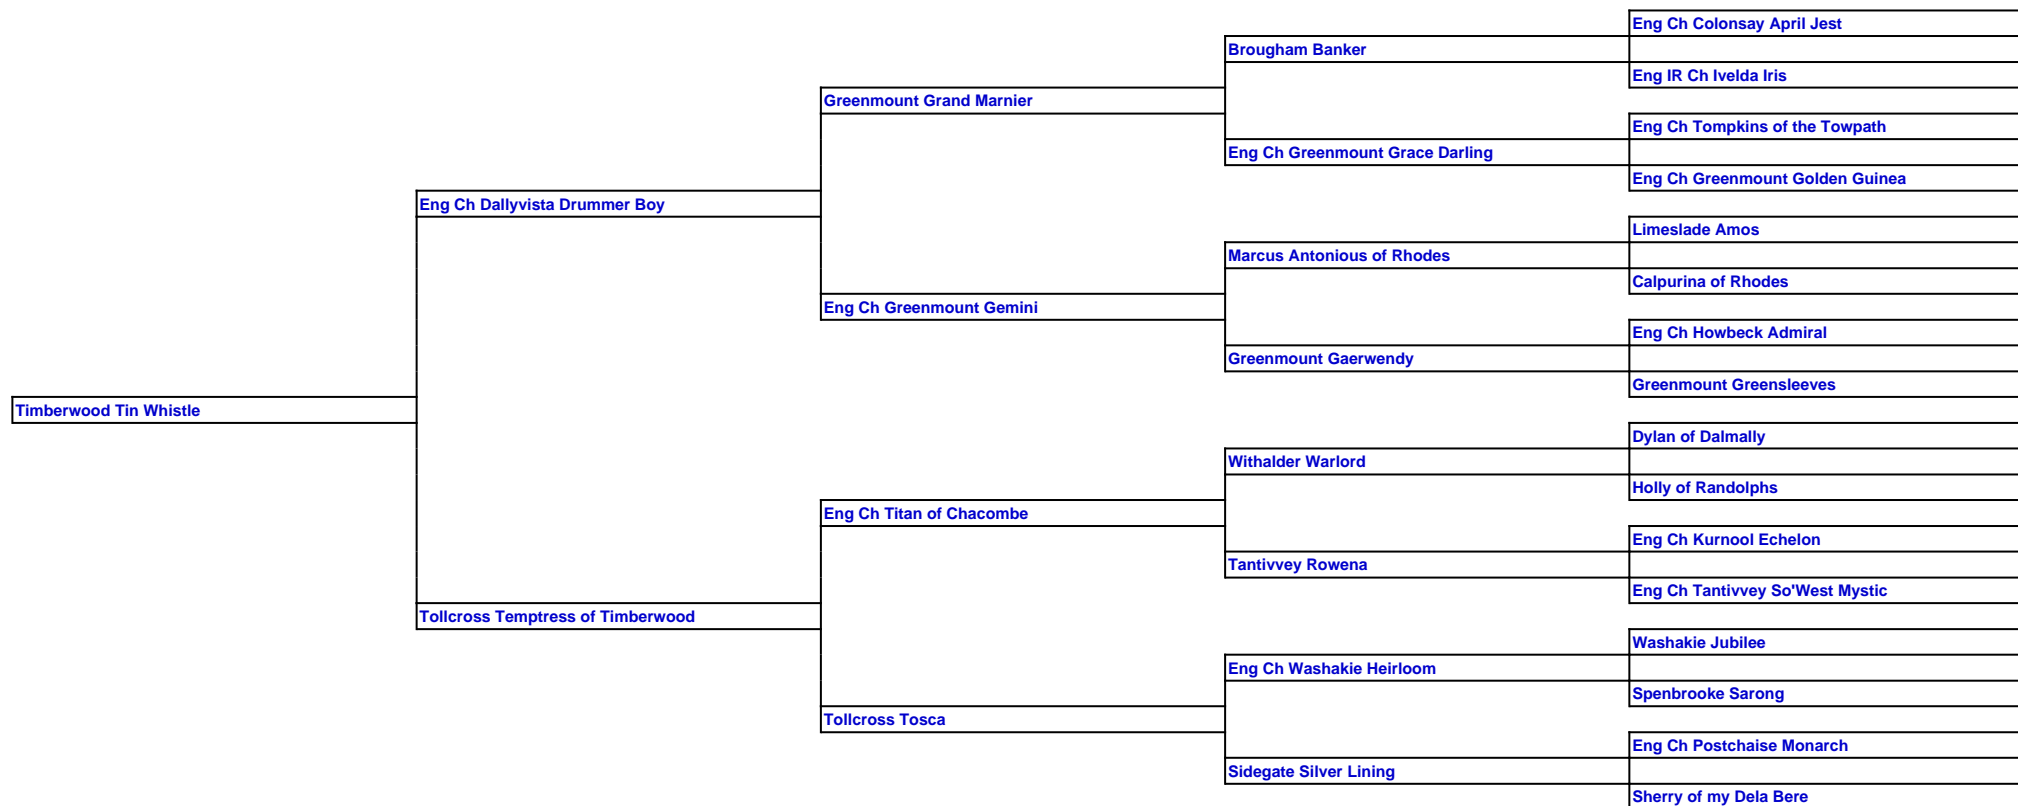 Eng Ch Colonsay April Jest
Brougham Banker
Eng IR Ch Ivelda Iris
Greenmount Grand Marnier
Eng Ch Tompkins of the Towpath
Eng Ch Greenmount Grace Darling
Eng Ch Greenmount Golden Guinea
Eng Ch Dallyvista Drummer Boy
Limeslade Amos
Marcus Antonious of Rhodes
Calpurina of Rhodes
Eng Ch Greenmount Gemini
Eng Ch Howbeck Admiral
Greenmount Gaerwendy
Greenmount Greensleeves
Timberwood Tin Whistle
Dylan of Dalmally
Withalder Warlord
Holly of Randolphs
Eng Ch Titan of Chacombe
Eng Ch Kurnool Echelon
Tantivvey Rowena
Eng Ch Tantivvey So'West Mystic
Tollcross Temptress of Timberwood
Washakie Jubilee
Eng Ch Washakie Heirloom
Spenbrooke Sarong
Tollcross Tosca
Eng Ch Postchaise Monarch
Sidegate Silver Lining
Sherry of my Dela Bere